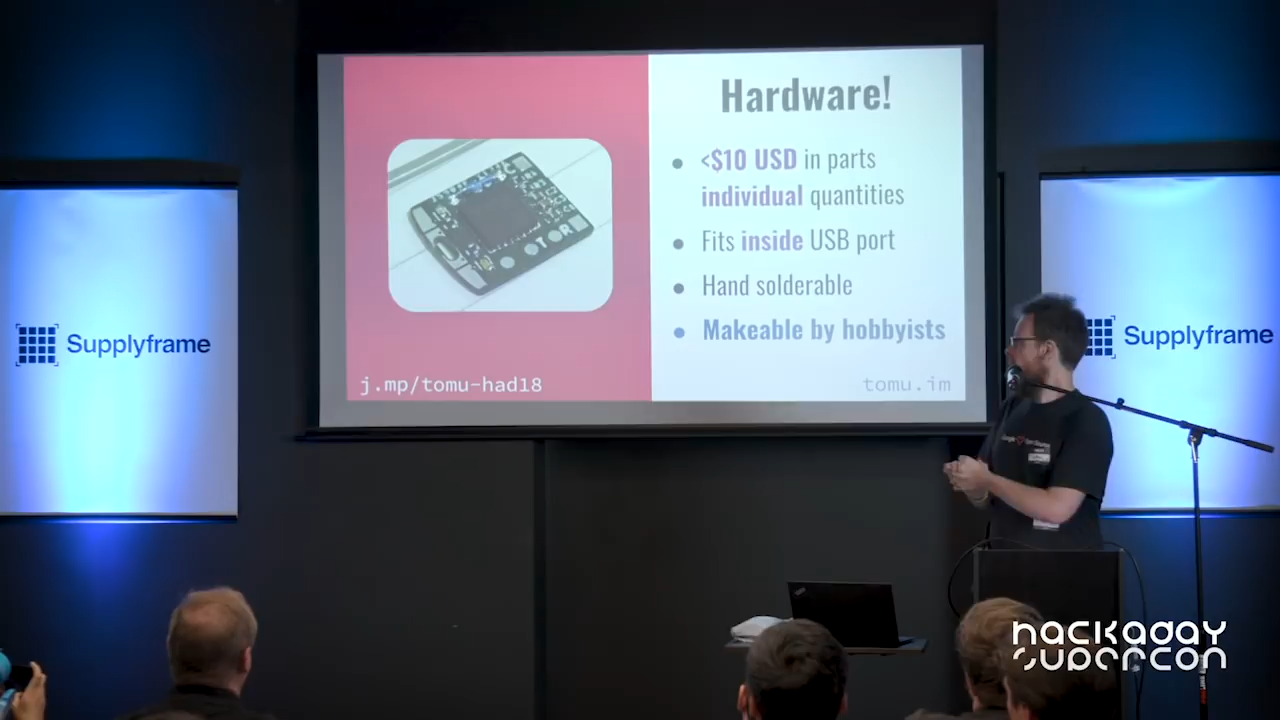 Hardware!
<$10 USD in parts
individual quantities
Fits inside USB port
Hand solderable
Makeable by hobbyists
j.mp/tomu-had18
tomu.im
Supplyframe
Supplyframe
hackaday
supercon